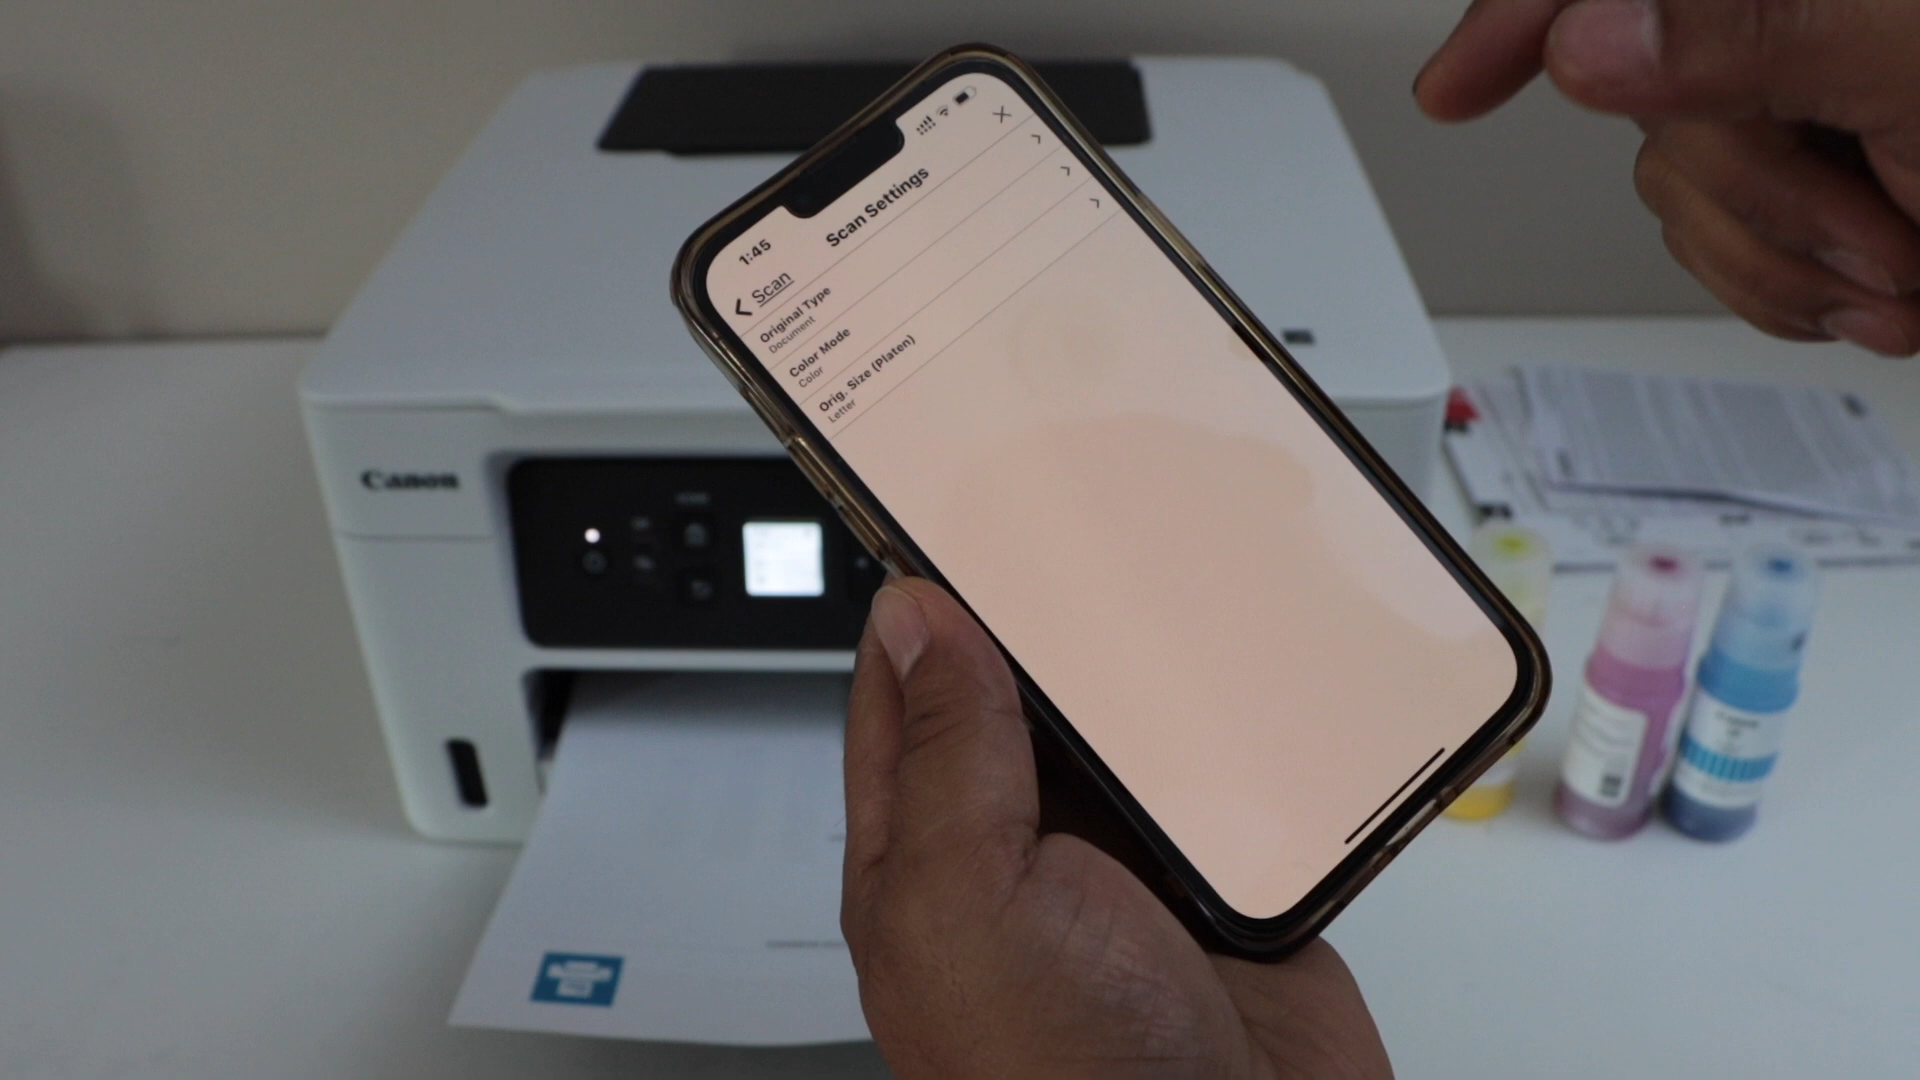 1:45
Scan Settings
Scan
Original Type
Document
Color Mode
Color
Orig. Size (Platen)
Letter
Canon